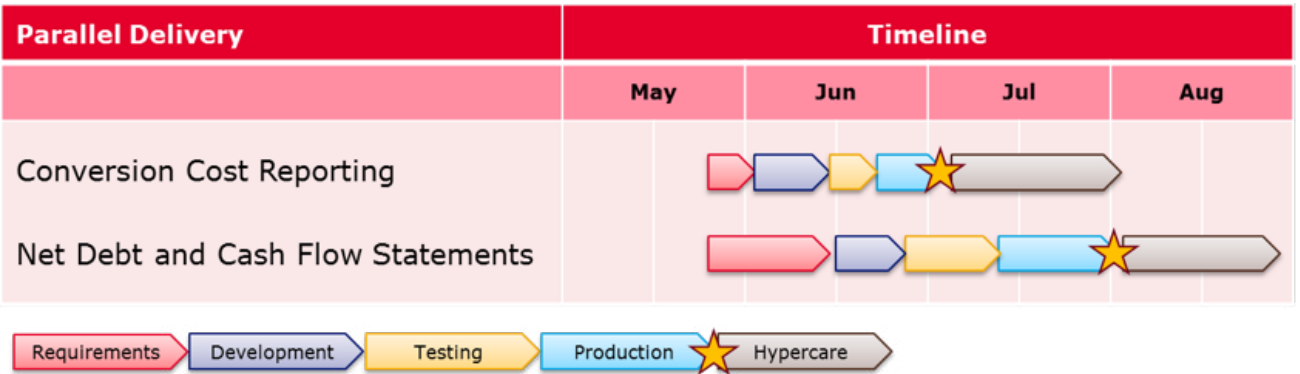 Parallel Delivery Timeline
May Jun Jul Aug
Conversion Cost Reporting
Net Debt and Cash Flow Statements
Requirements Development Testing Production Hypercare